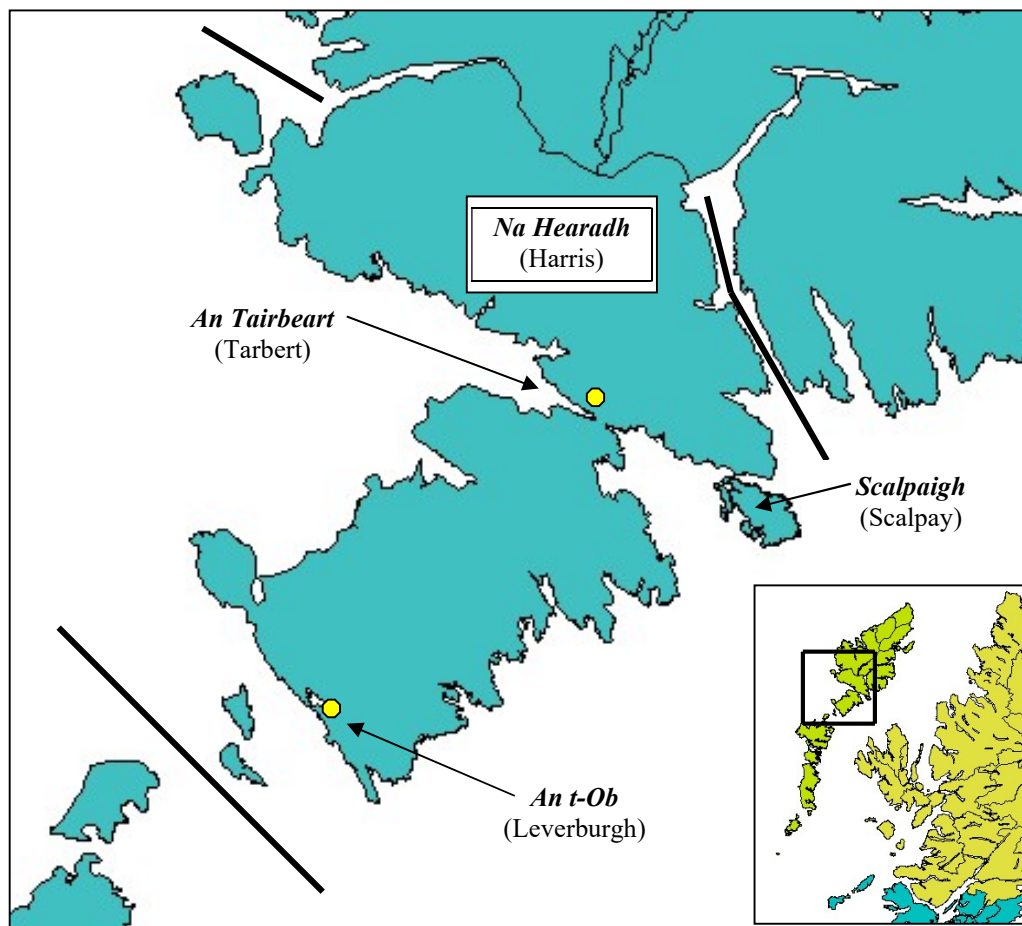 Na Hearadh
(Harris)
An Tairbeart
(Tarbert)
Scalpaigh
(Scalpay)
An t-Ob
(Leverburgh)